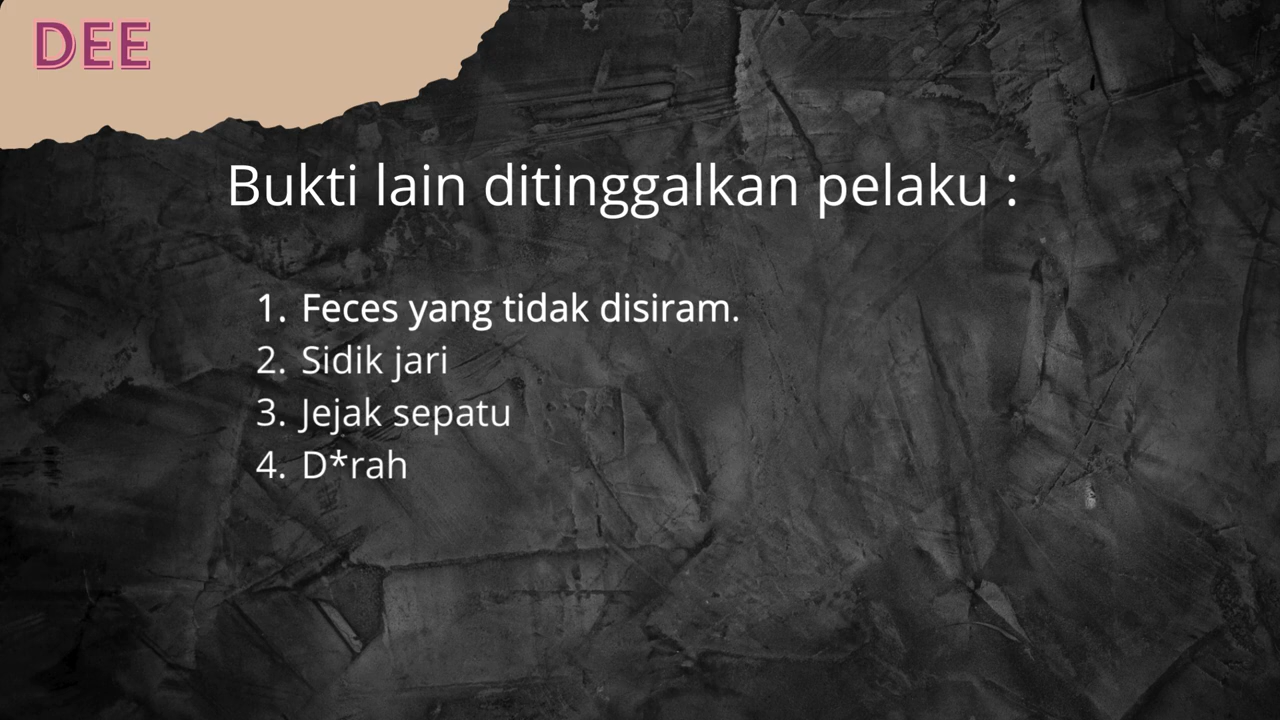 DEE
Bukti lain ditinggalkan pelaku :
1. Feces yang tidak disiram.
2. Sidik jari
3. Jejak sepatu
4. D*rah